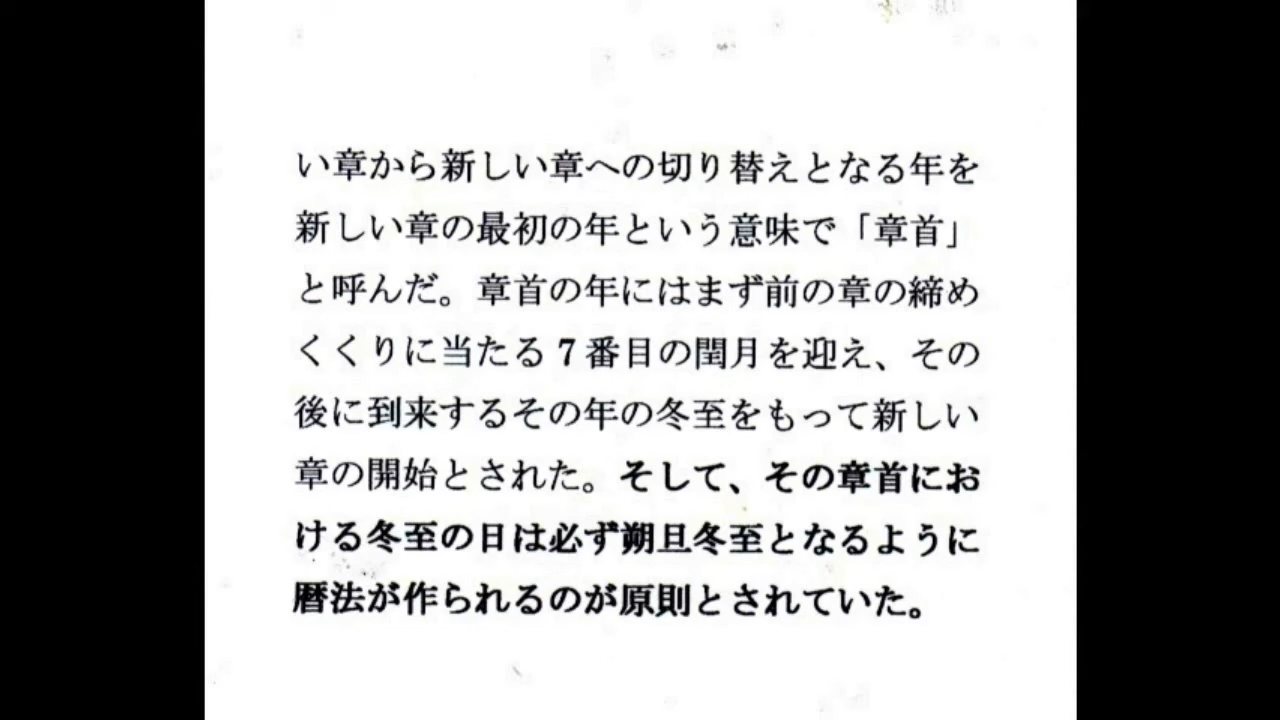 い章から新しい章への切り替えとなる年を
新しい章の最初の年という意味で「章首」
と呼んだ。章首の年にはまず前の章の締め
くくりに当たる7番目の閏月を迎え、その
後に到来するその年の冬至をもって新しい
章の開始とされた。そして、その章首にお
ける冬至の日は必ず朔旦冬至となるように
暦法が作られるのが原則とされていた。